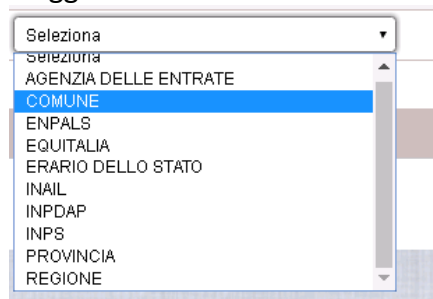 Seleziona
Seleziona
AGENZIA DELLE ENTRATE
COMUNE
ENPALS
EQUITALIA
ERARIO DELLO STATO
INAIL
INPDAP
INPS
PROVINCIA
REGIONE